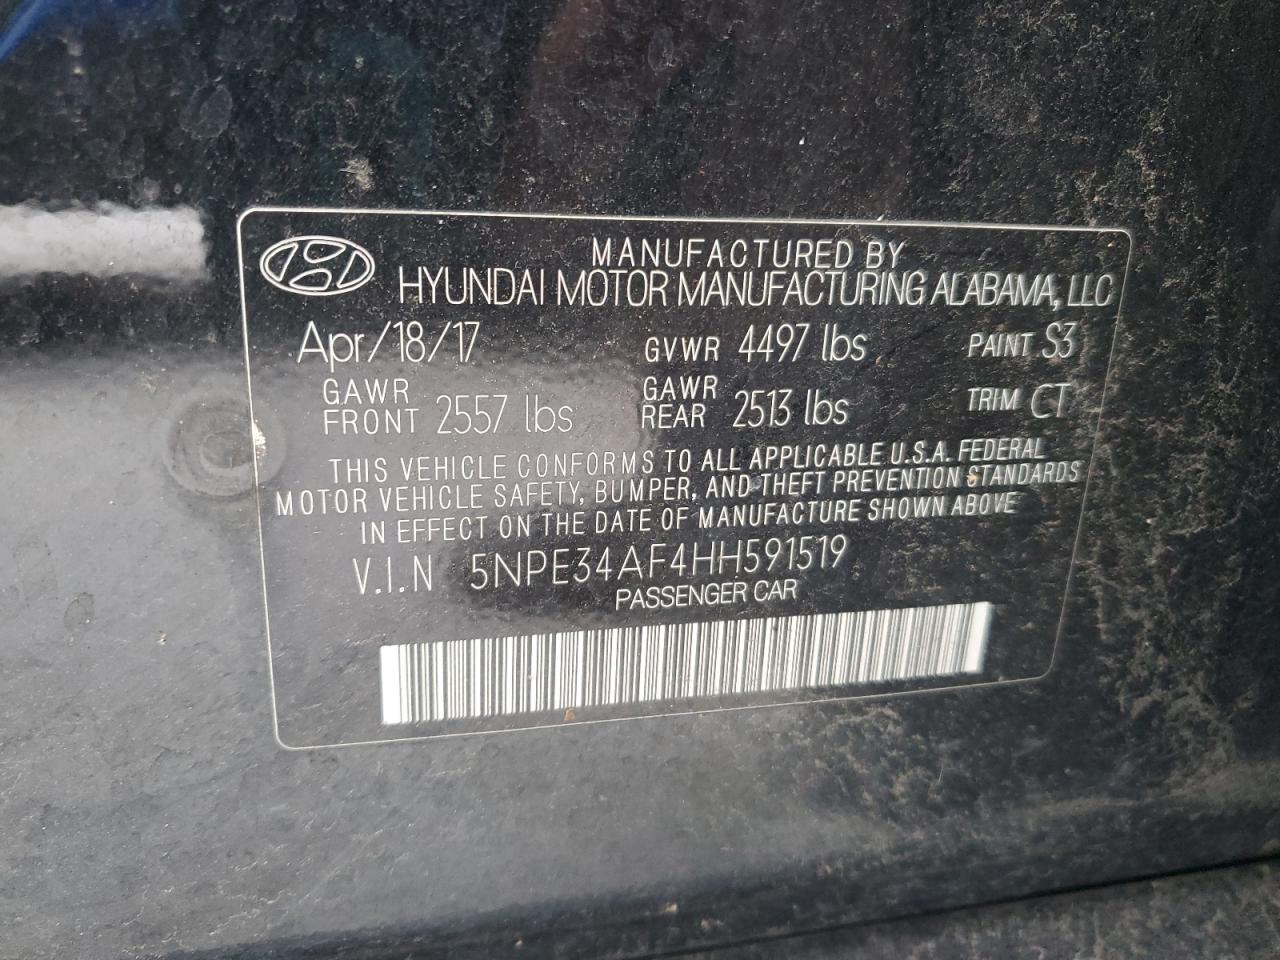 MANUFACTURED BY
HYUNDAI MOTOR MANUFACTURING ALABAMA, LLC
Apr/18/17 GVWR 4497 lbs PAINT S3
GAWR FRONT 2557 lbs GAWR REAR 2513 lbs TRIM CT
THIS VEHICLE CONFORMS TO ALL APPLICABLE U.S.A. FEDERAL
MOTOR VEHICLE SAFETY, BUMPER, AND THEFT PREVENTION STANDARDS
IN EFFECT ON THE DATE OF MANUFACTURE SHOWN ABOVE
V.I.N 5NPE34AF4HH591519
PASSENGER CAR